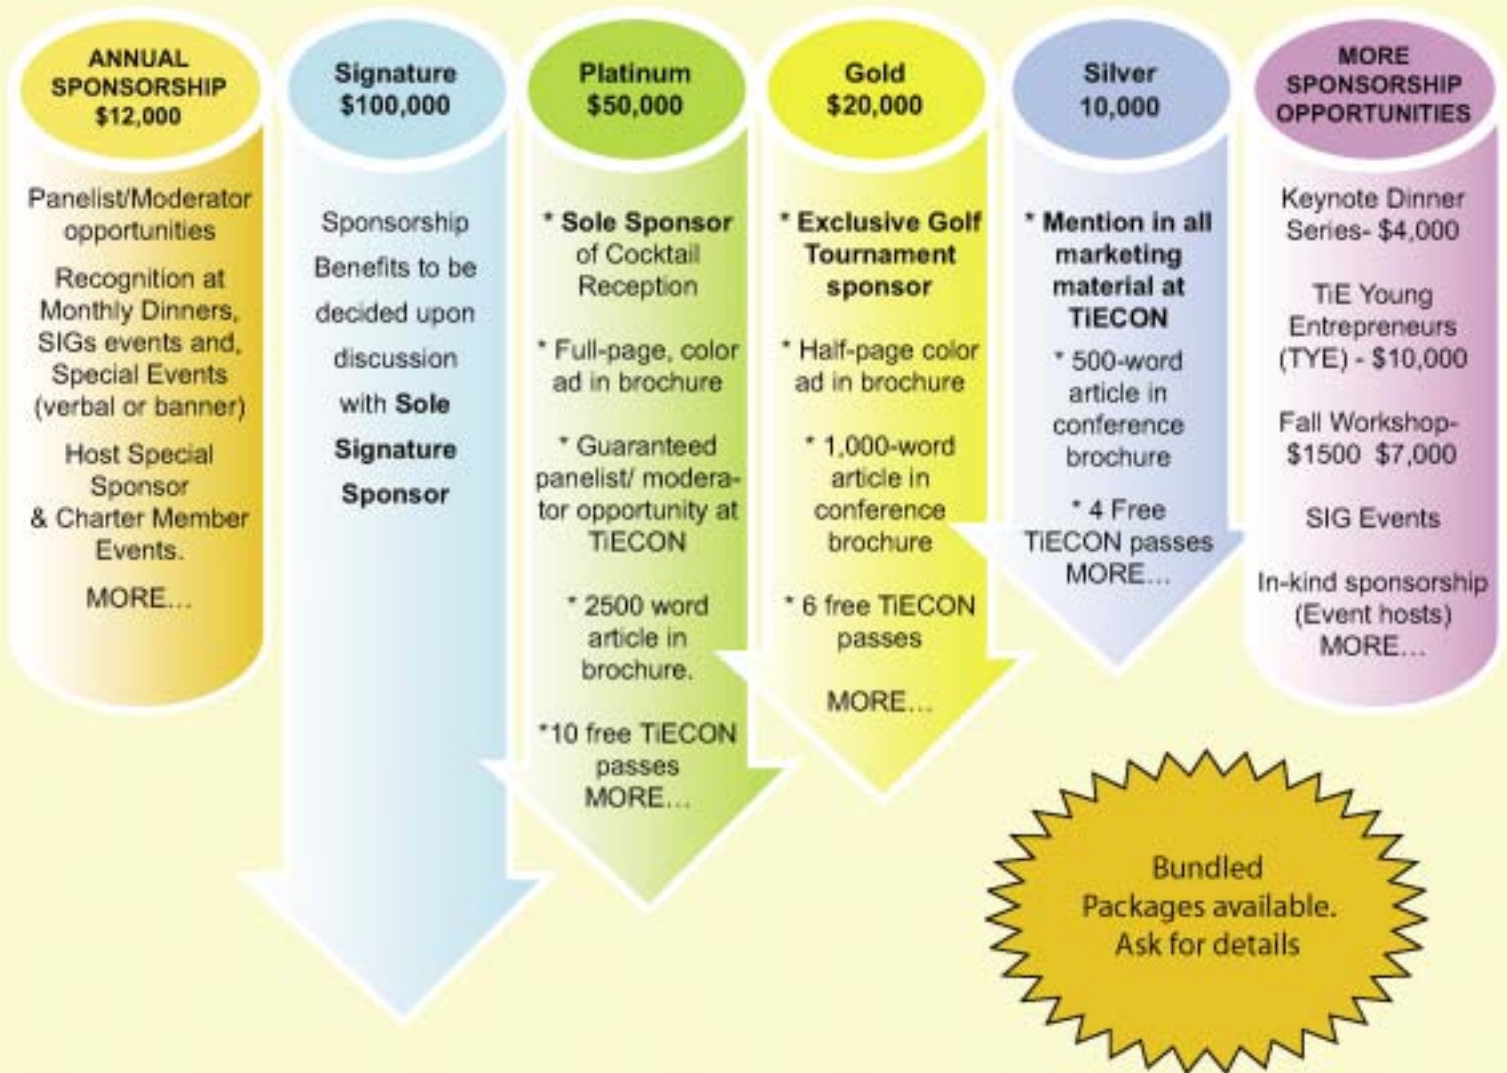 ANNUAL
SPONSORSHIP
$12,000
Panelist/Moderator
opportunities
Recognition at
Monthly Dinners,
SIGs events and,
Special Events
(verbal or banner)
Host Special
Sponsor
& Charter Member
Events.
MORE...
Signature
$100,000
Sponsorship
Benefits to be
decided upon
discussion
with Sole
Signature
Sponsor
Platinum
$50,000
* Sole Sponsor
of Cocktail
Reception
* Full-page, color
ad in brochure
* Guaranteed
panelist/ modera-
tor opportunity at
TiECON
* 2500 word
article in
brochure.
*10 free TiECON
passes
MORE...
Gold
$20,000
* Exclusive Golf
Tournament
sponsor
* Half-page color
ad in brochure
* 1,000-word
article in
conference
brochure
* 6 free TiECON
passes
MORE...
Silver
10,000
* Mention in all
marketing
material at
TiECON
* 500-word
article in
conference
brochure
* 4 Free
TiECON passes
MORE...
MORE
SPONSORSHIP
OPPORTUNITIES
Keynote Dinner
Series- $4,000
TiE Young
Entrepreneurs
(TYE) - $10,000
Fall Workshop-
$1500 $7,000
SIG Events
In-kind sponsorship
(Event hosts)
MORE...
Bundled
Packages available.
Ask for details